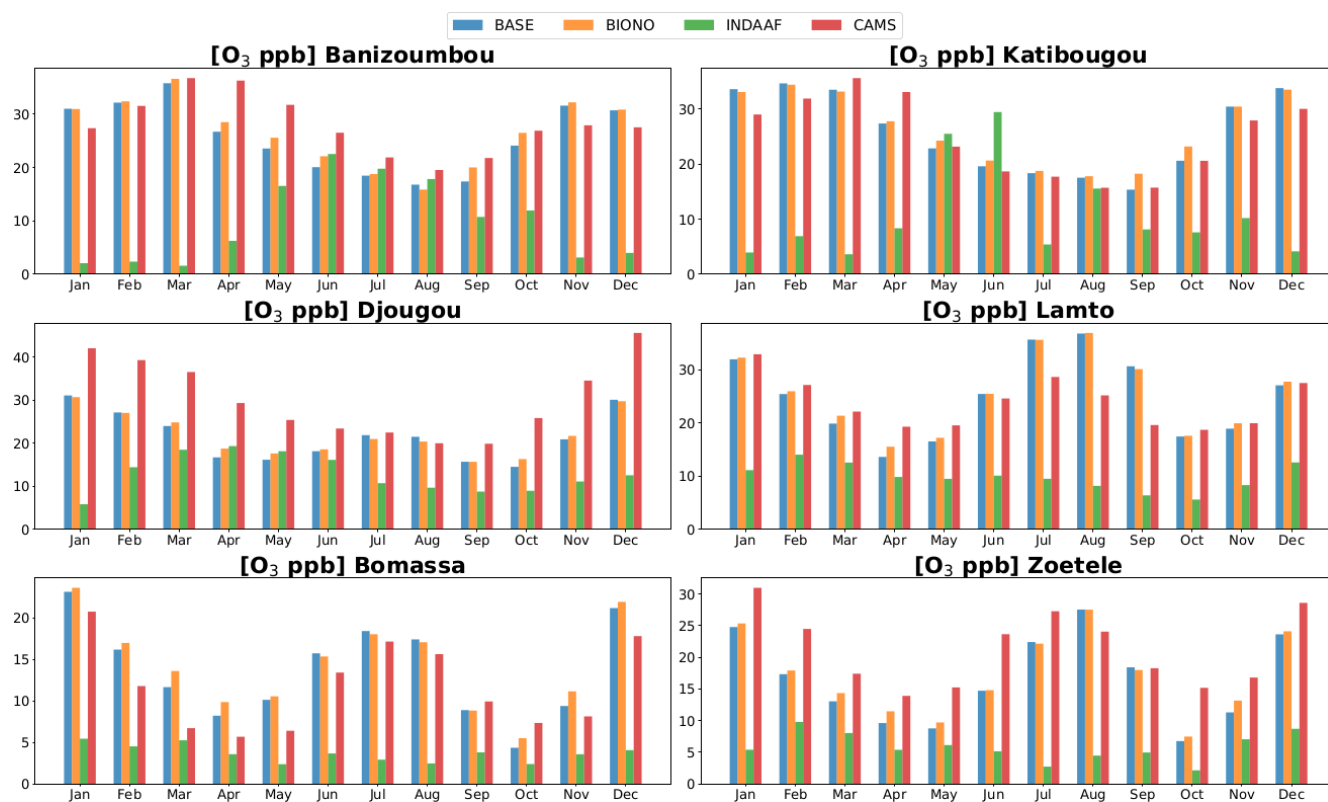 BASE BIONO INDAAF CAMS
[O₃ ppb] Banizoumbou
30
20
10
0
Jan Feb Mar Apr May Jun Jul Aug Sep Oct Nov Dec
[O₃ ppb] Katibougou
30
20
10
0
Jan Feb Mar Apr May Jun Jul Aug Sep Oct Nov Dec
[O₃ ppb] Djougou
40
30
20
10
0
Jan Feb Mar Apr May Jun Jul Aug Sep Oct Nov Dec
[O₃ ppb] Lamto
30
20
10
0
Jan Feb Mar Apr May Jun Jul Aug Sep Oct Nov Dec
[O₃ ppb] Bomassa
20
15
10
5
0
Jan Feb Mar Apr May Jun Jul Aug Sep Oct Nov Dec
[O₃ ppb] Zoetele
30
25
20
15
10
5
0
Jan Feb Mar Apr May Jun Jul Aug Sep Oct Nov Dec